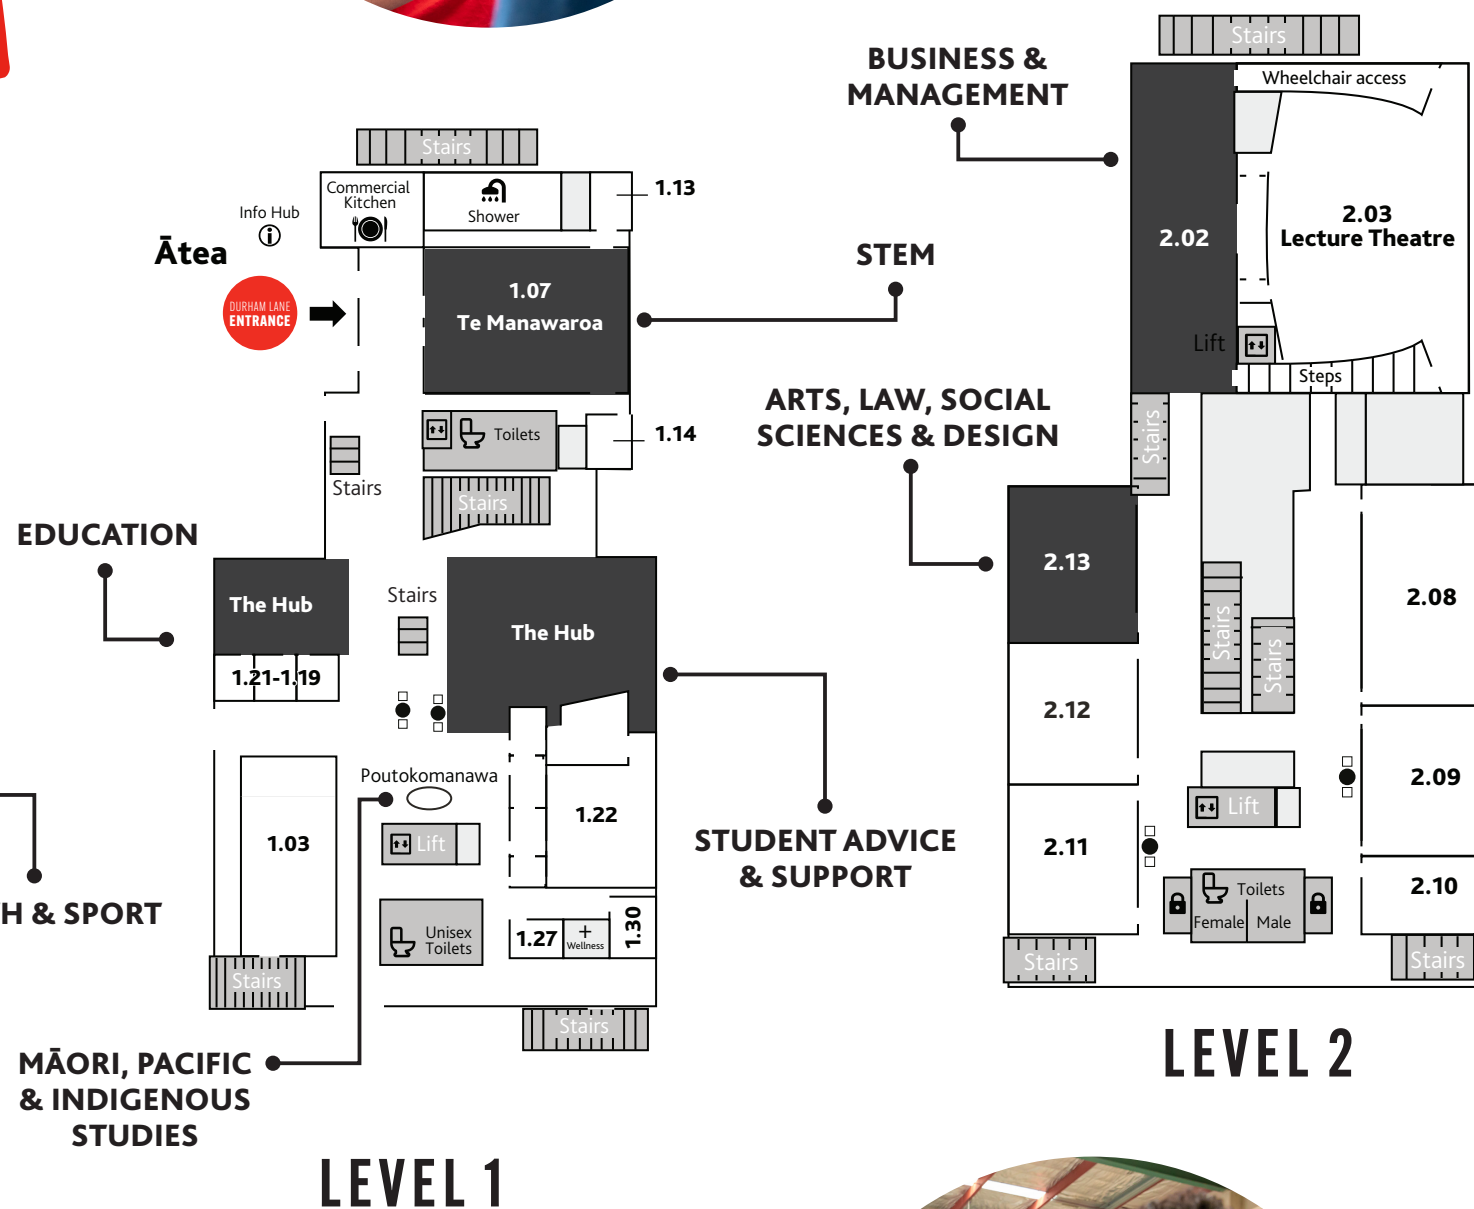 BUSINESS &
MANAGEMENT
Stairs
Wheelchair access
2.02
2.03
Lecture Theatre
Lift
Steps
Stairs
Stairs
Commercial
Kitchen
Shower
1.13
Info Hub
Ātea
DURHAM LANE
ENTRANCE
1.07
Te Manawaroa
STEM
Toilets
1.14
Stairs
Stairs
ARTS, LAW, SOCIAL
SCIENCES & DESIGN
EDUCATION
The Hub
1.21-1.19
Stairs
The Hub
2.13
2.12
2.11
Stairs
Stairs
2.08
2.09
2.10
Lift
Toilets
Female
Male
Stairs
Stairs
Poutokomanawa
1.03
Lift
1.22
STUDENT ADVICE
& SUPPORT
H & SPORT
Unisex
Toilets
1.27
+
Wellness
1.30
Stairs
Stairs
MĀORI, PACIFIC
& INDIGENOUS
STUDIES
LEVEL 1
LEVEL 2